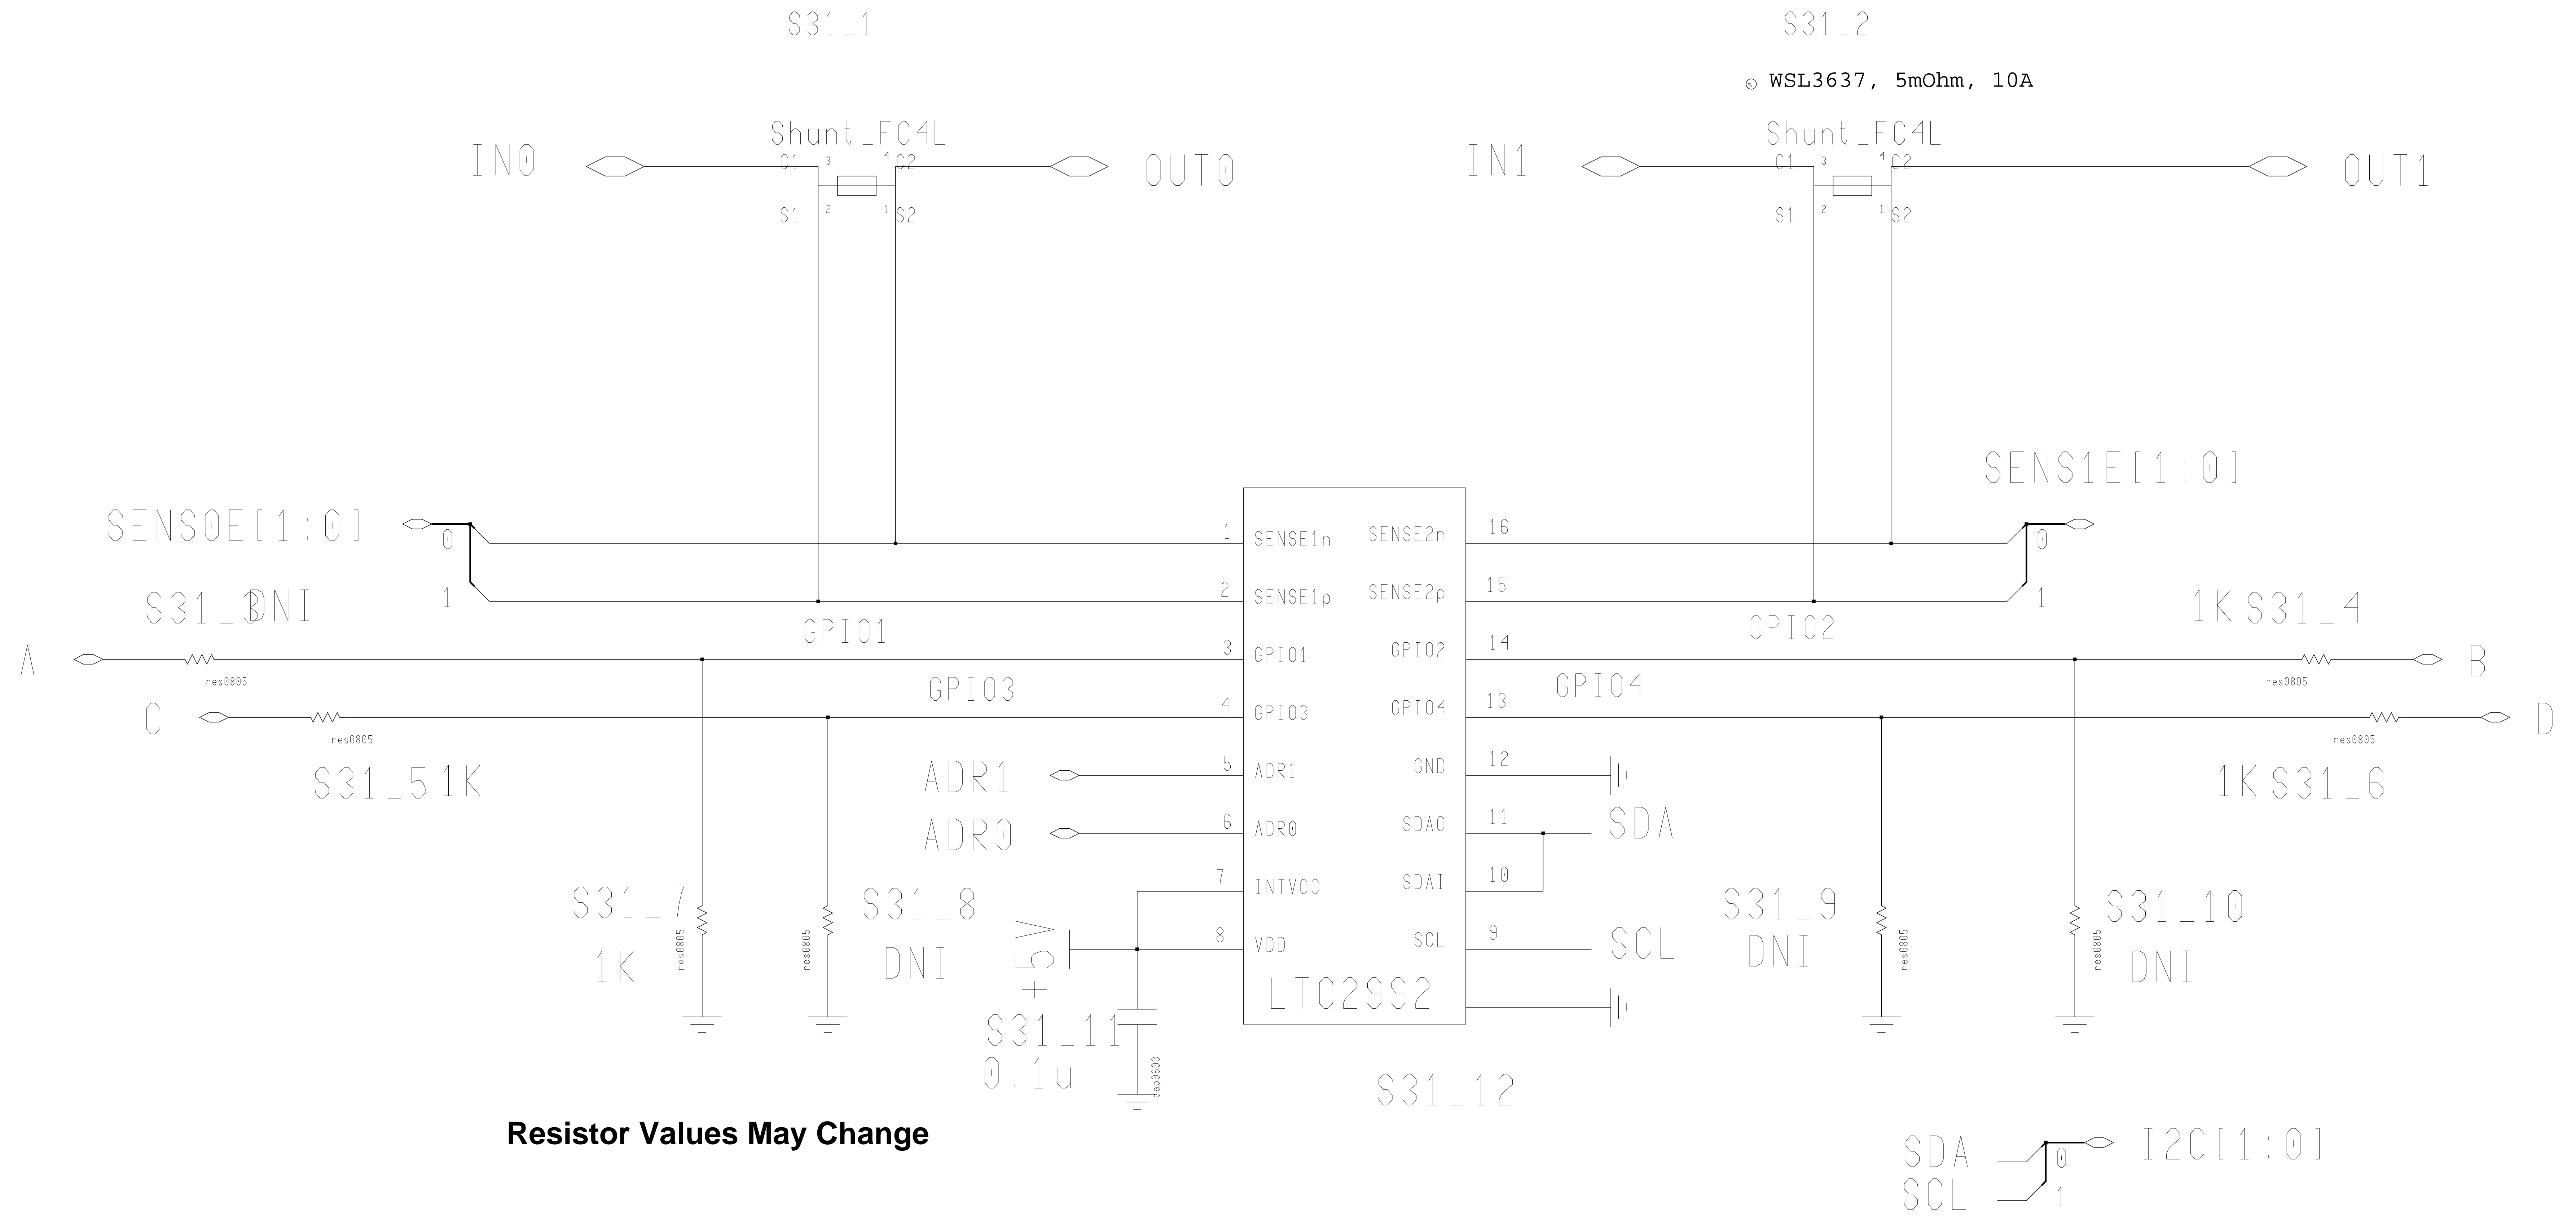 S31_1
S31_2
WSL3637, 5mOhm, 10A
Shunt_FC4L
Shunt_FC4L
IN0
C1 3 4 C2
OUT0
S1 2 1 S2
IN1
C1 3 4 C2
OUT1
S1 2 1 S2
SENS0E[1:0]
0
1
SENS1E[1:0]
0
1
1 SENSE1n
SENSE2n 16
2 SENSE1p
SENSE2p 15
S31_3 DNI
GPIO1
GPIO2
1K S31_4
A
res0805
3 GPIO1
GPIO2 14
res0805
B
GPIO3
GPIO4
C
res0805
4 GPIO3
GPIO4 13
res0805
D
S31_5 1K
1K S31_6
ADR1
5 ADR1
GND 12
ADR0
6 ADR0
SDAO 11
SDA
7 INTVCC
SDAI 10
8 VDD
SCL 9
SCL
S31_7
1K
res0805
S31_8
DNI
res0805
+5V
LTC2992
S31_9
DNI
res0805
S31_10
DNI
res0805
S31_11
0.1u
cap0603
S31_12
Resistor Values May Change
SDA
SCL
0
1
I2C[1:0]